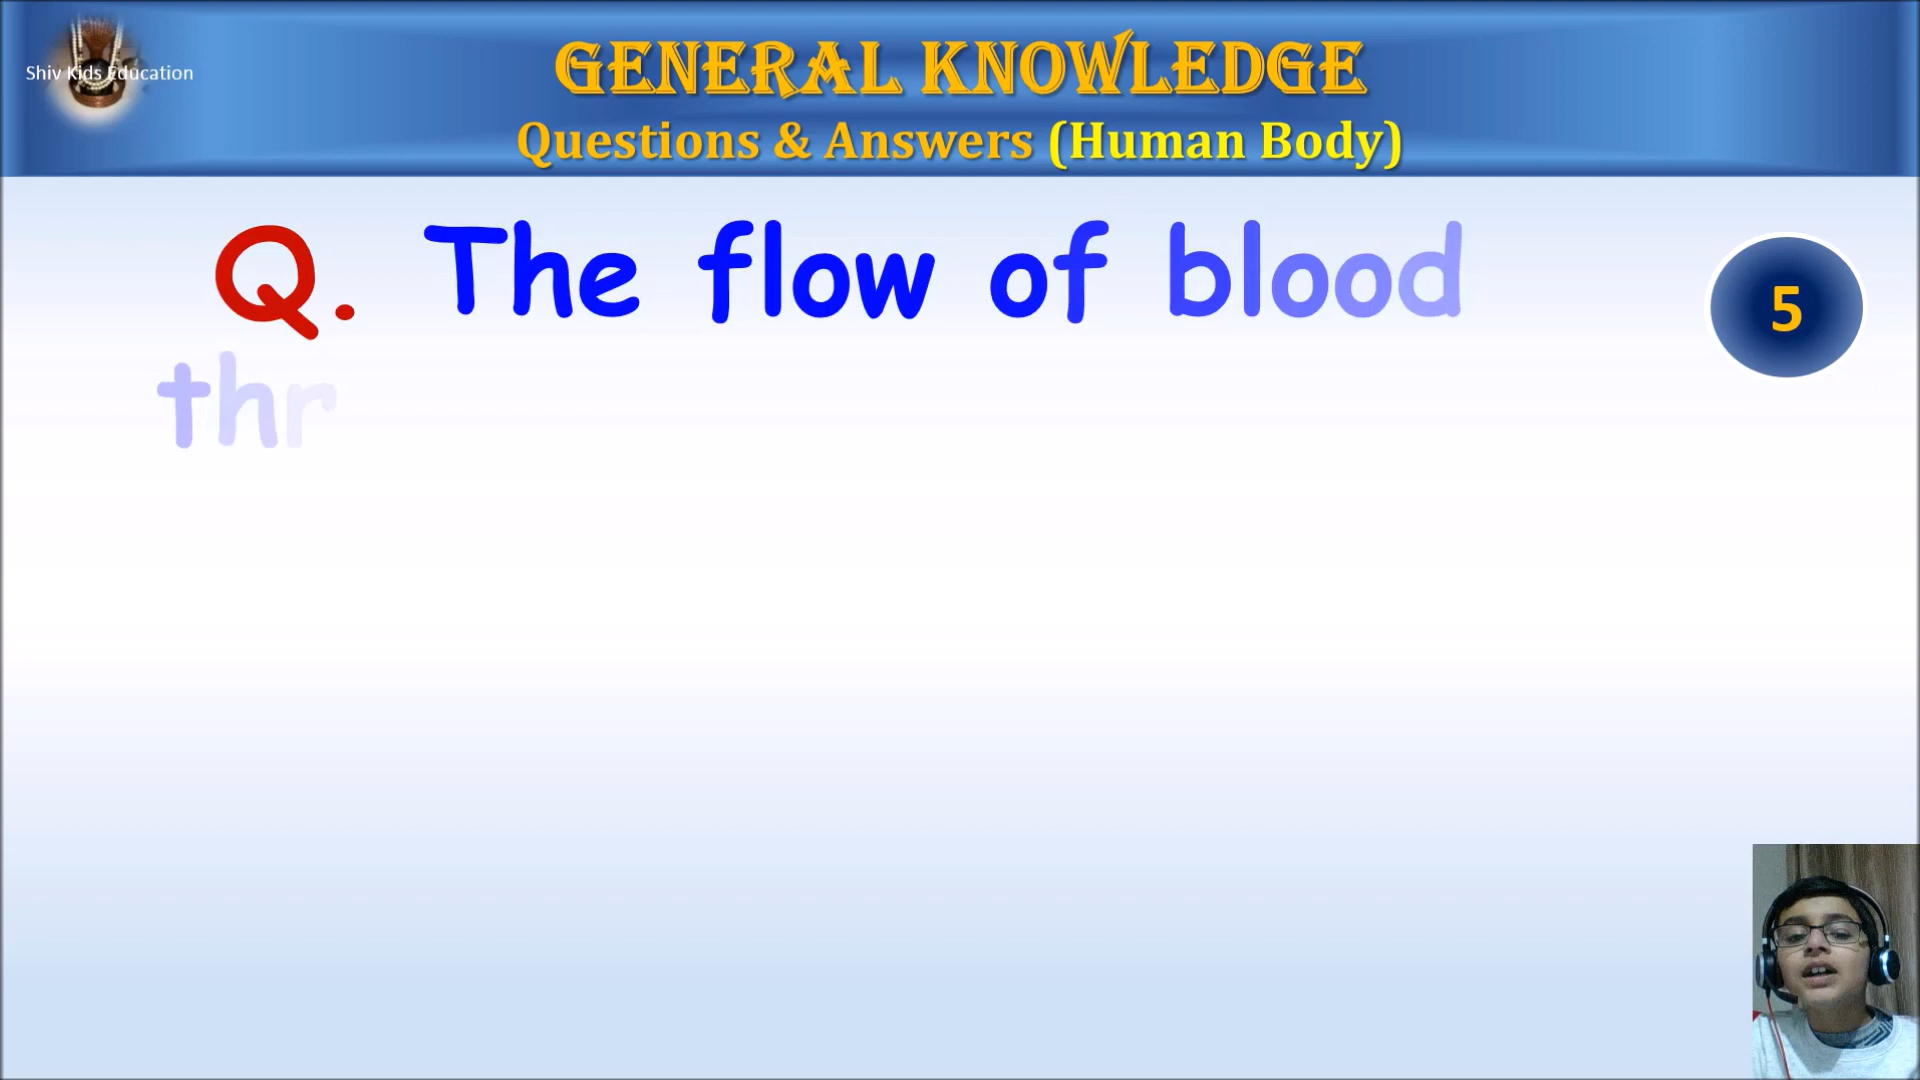 Shiv Kids Education
GENERAL KNOWLEDGE
Questions & Answers (Human Body)
Q. The flow of blood
thr
5